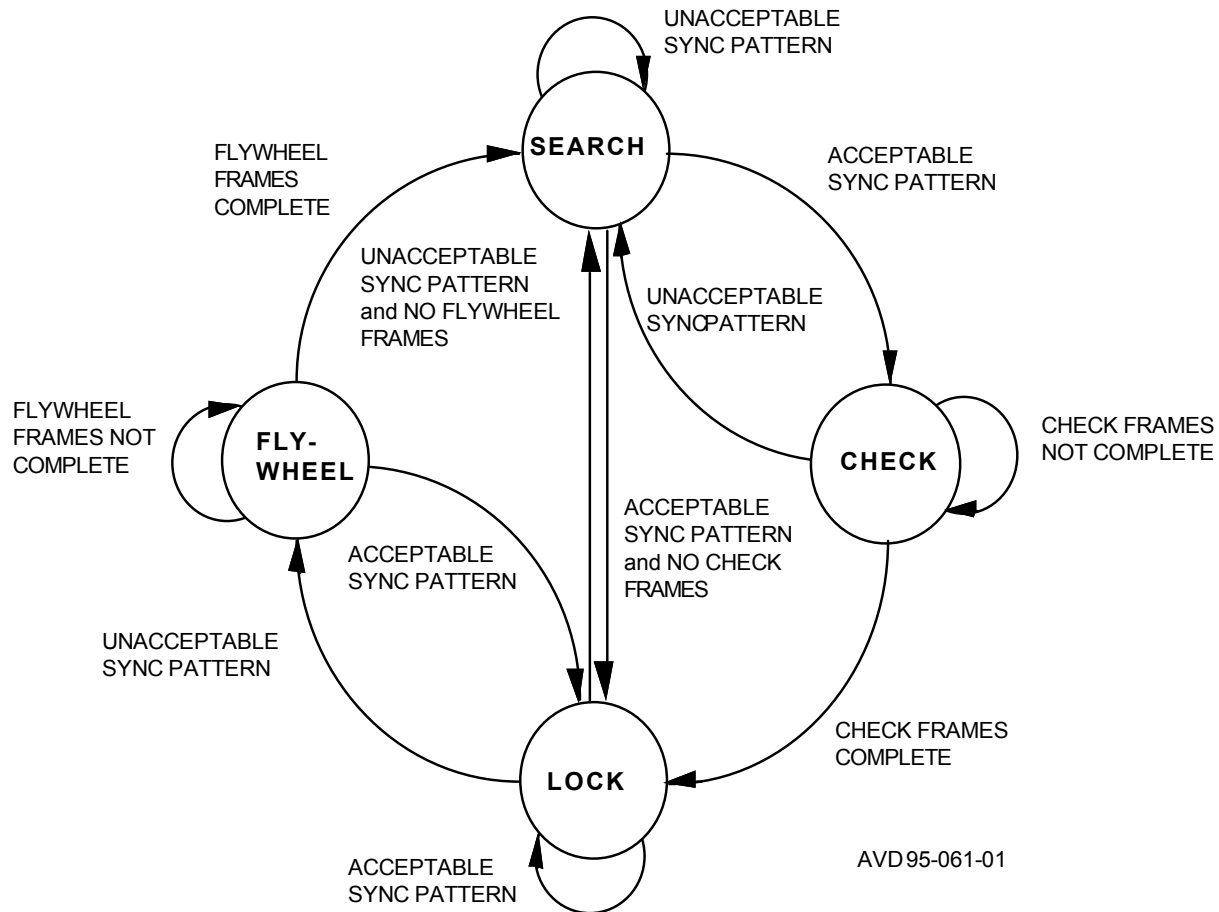 UNACCEPTABLE
SYNC PATTERN
SEARCH
FLYWHEEL
FRAMES
COMPLETE
ACCEPTABLE
SYNC PATTERN
UNACCEPTABLE
SYNC PATTERN
and NO FLYWHEEL
FRAMES
UNACCEPTABLE
SYNCPATTERN
FLYWHEEL
FRAMES NOT
COMPLETE
FLY-
WHEEL
CHECK
CHECK FRAMES
NOT COMPLETE
ACCEPTABLE
SYNC PATTERN
and NO CHECK
FRAMES
ACCEPTABLE
SYNC PATTERN
UNACCEPTABLE
SYNC PATTERN
CHECK FRAMES
COMPLETE
LOCK
ACCEPTABLE
SYNC PATTERN
AVD95-061-01